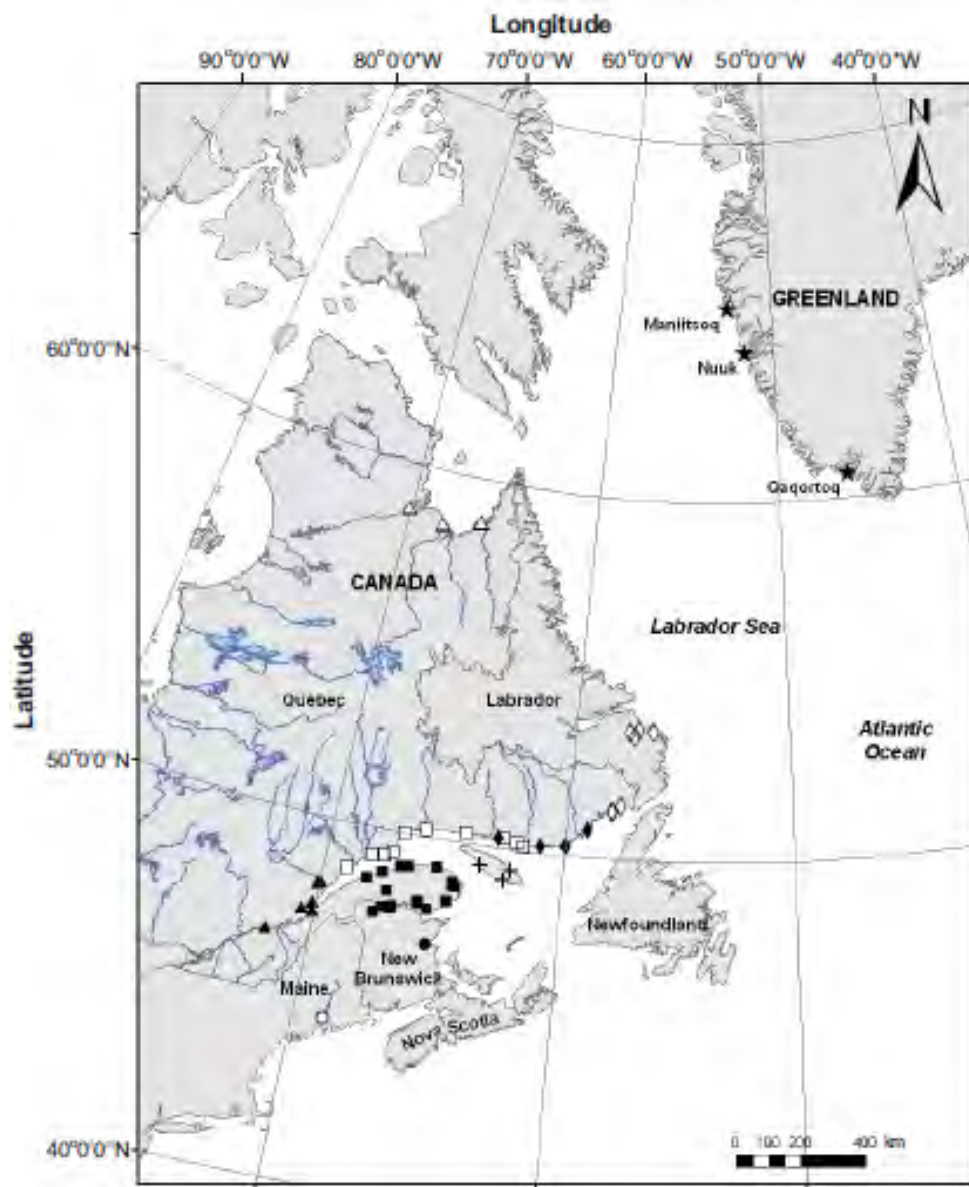 Longitude
90°0'0"W 80°0'0"W 70°0'0"W 60°0'0"W 50°0'0"W 40°0'0"W
N
GREENLAND
Maniitsoq
60°0'0"N
Nuuk
Qaqortoq
CANADA
Labrador Sea
Latitude
Québec
Labrador
Atlantic
Ocean
50°0'0"N
Newfoundland
New
Brunswick
Maine
Nova Scotia
40°0'0"N
0 100 200 400 km